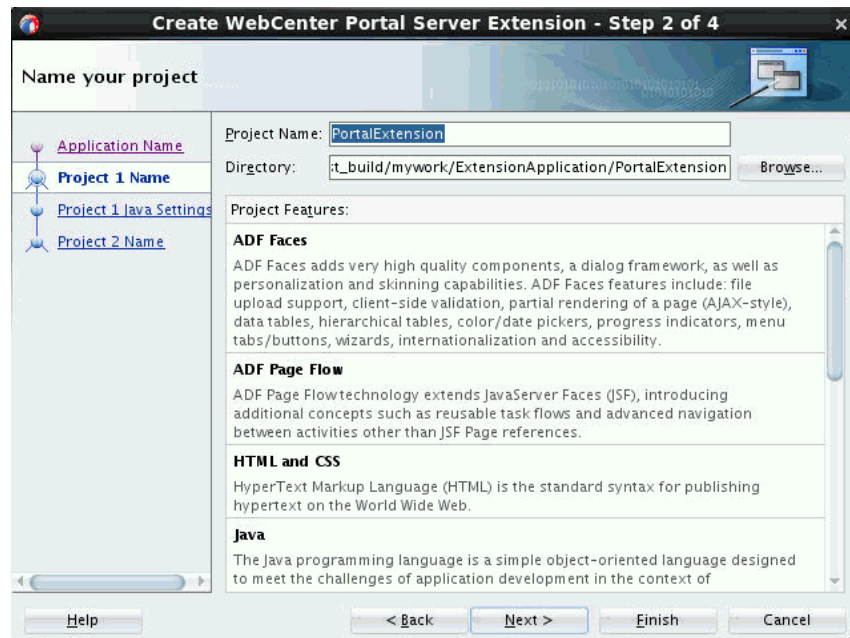 Create WebCenter Portal Server Extension - Step 2 of 4
Name your project
Application Name
Project 1 Name
Project 1 Java Settings
Project 2 Name
Project Name: PortalExtension
Directory: :t_build/mywork/ExtensionApplication/PortalExtension Browse...
Project Features:
ADF Faces
ADF Faces adds very high quality components, a dialog framework, as well as
personalization and skinning capabilities. ADF Faces features include: file
upload support, client-side validation, partial rendering of a page (AJAX-style),
data tables, hierarchical tables, color/date pickers, progress indicators, menu
tabs/buttons, wizards, internationalization and accessibility.
ADF Page Flow
ADF Page Flow technology extends JavaServer Faces (JSF), introducing
additional concepts such as reusable task flows and advanced navigation
between activities other than JSF Page references.
HTML and CSS
HyperText Markup Language (HTML) is the standard syntax for publishing
hypertext on the World Wide Web.
Java
The Java programming language is a simple object-oriented language designed
to meet the challenges of application development in the context of
Help < Back Next > Finish Cancel